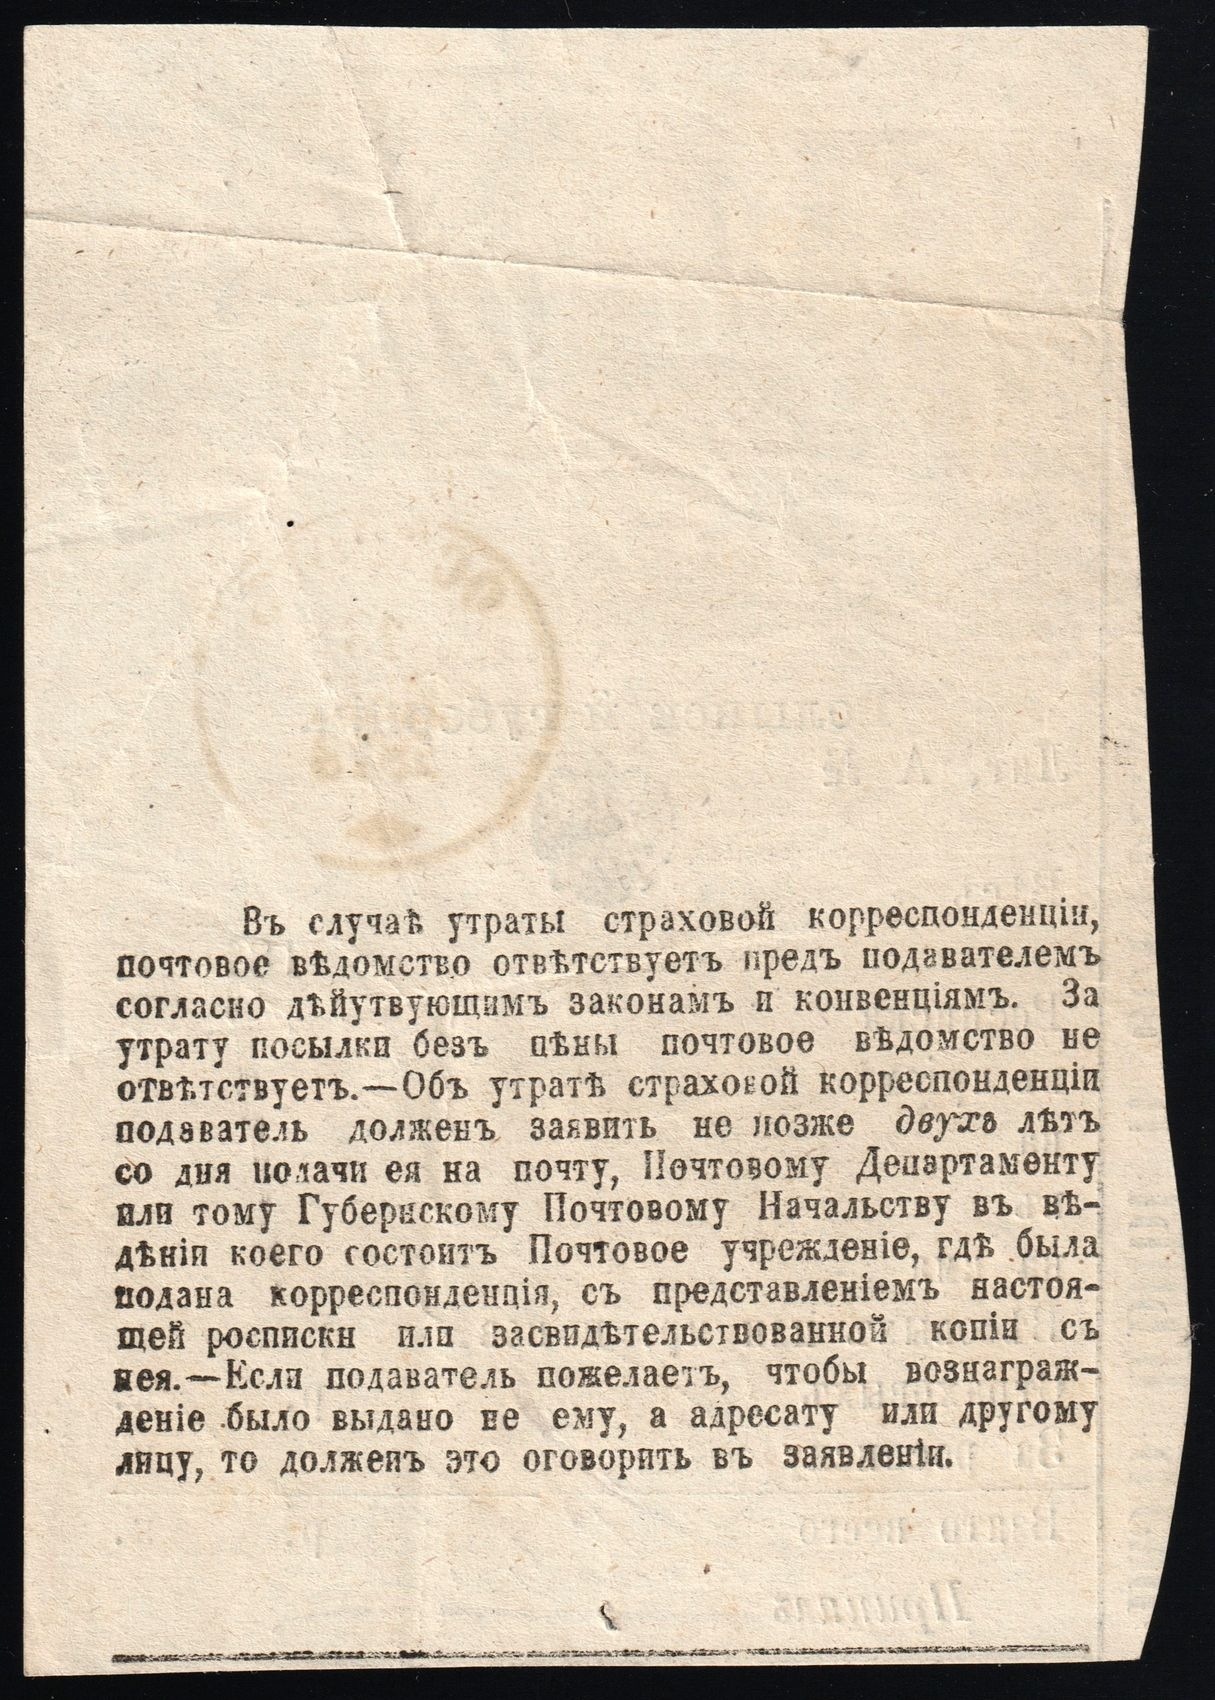 Въ случаѣ утраты страховой корреспонденціи,
почтовое вѣдомство отвѣтствуетъ предъ подавателемъ
согласно дѣйутвующимъ законамъ и конвенціямъ. За
утрату посылки безъ цѣны почтовое вѣдомство не
отвѣтствуетъ.—Объ утратѣ страховой корреспонденціи
подаватель долженъ заявить не позже двухъ лѣтъ
со дня подачи ея на почту, Почтовому Департаменту
или тому Губернскому Почтовому Начальству въ вѣ-
дѣніи коего состоитъ Почтовое учрежденіе, гдѣ была
подана корреспонденція, съ представленіемъ настоя-
щей росписки или засвидѣтельствованной копіи съ
нея.—Если подаватель пожелаетъ, чтобы вознаграж-
деніе было выдано не ему, а адресату или другому
лицу, то долженъ это оговорить въ заявленіи.